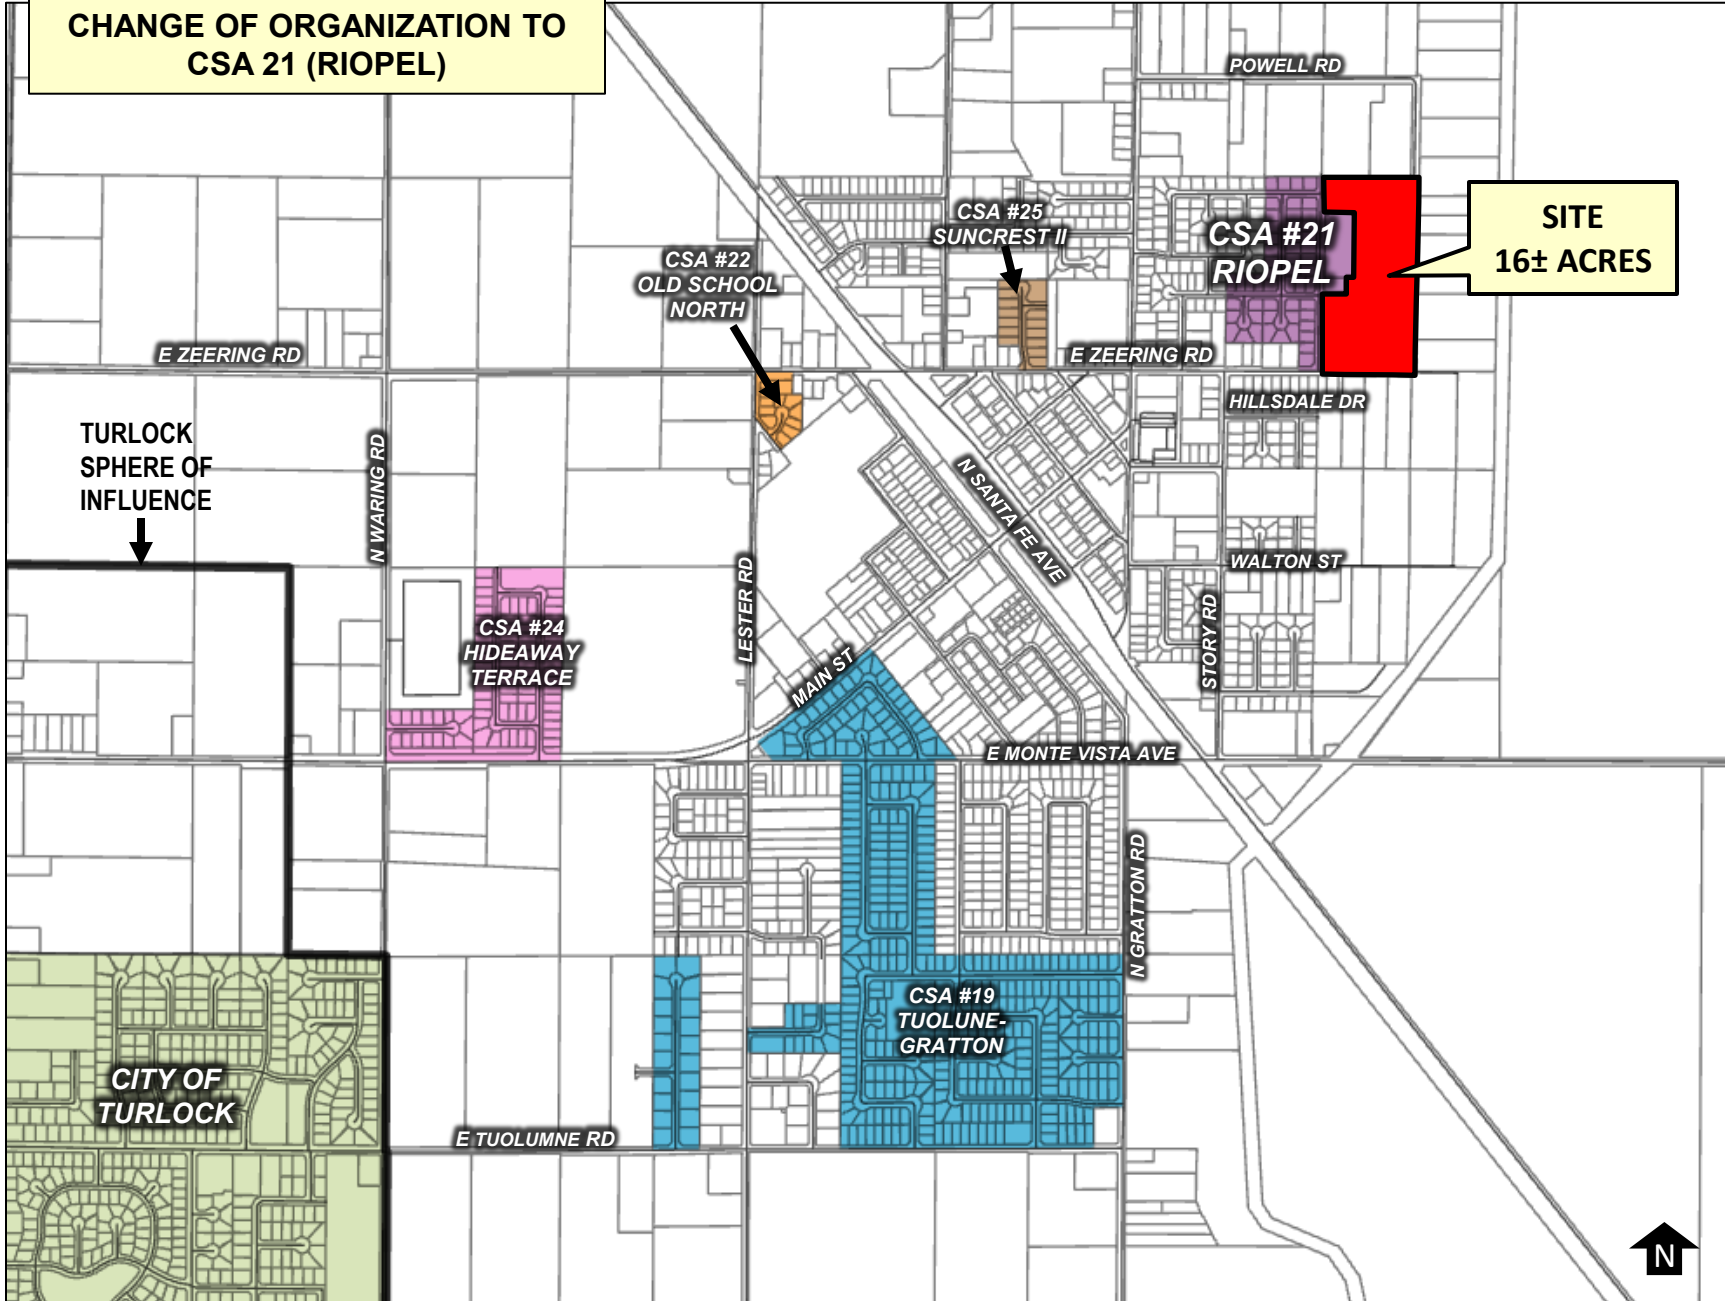 CHANGE OF ORGANIZATION TO
CSA 21 (RIOPEL)
POWELL RD
SITE
16± ACRES
CSA #25
SUNCREST II
CSA #21
RIOPEL
CSA #22
OLD SCHOOL
NORTH
E ZEERING RD
E ZEERING RD
HILLSDALE DR
TURLOCK
SPHERE OF
INFLUENCE
N WARING RD
N SANTA FE AVE
LESTER RD
WALTON ST
STORY RD
CSA #24
HIDEAWAY
TERRACE
MAIN ST
E MONTE VISTA AVE
N GRATTON RD
CSA #19
TUOLUNE-
GRATTON
CITY OF
TURLOCK
E TUOLUMNE RD
N